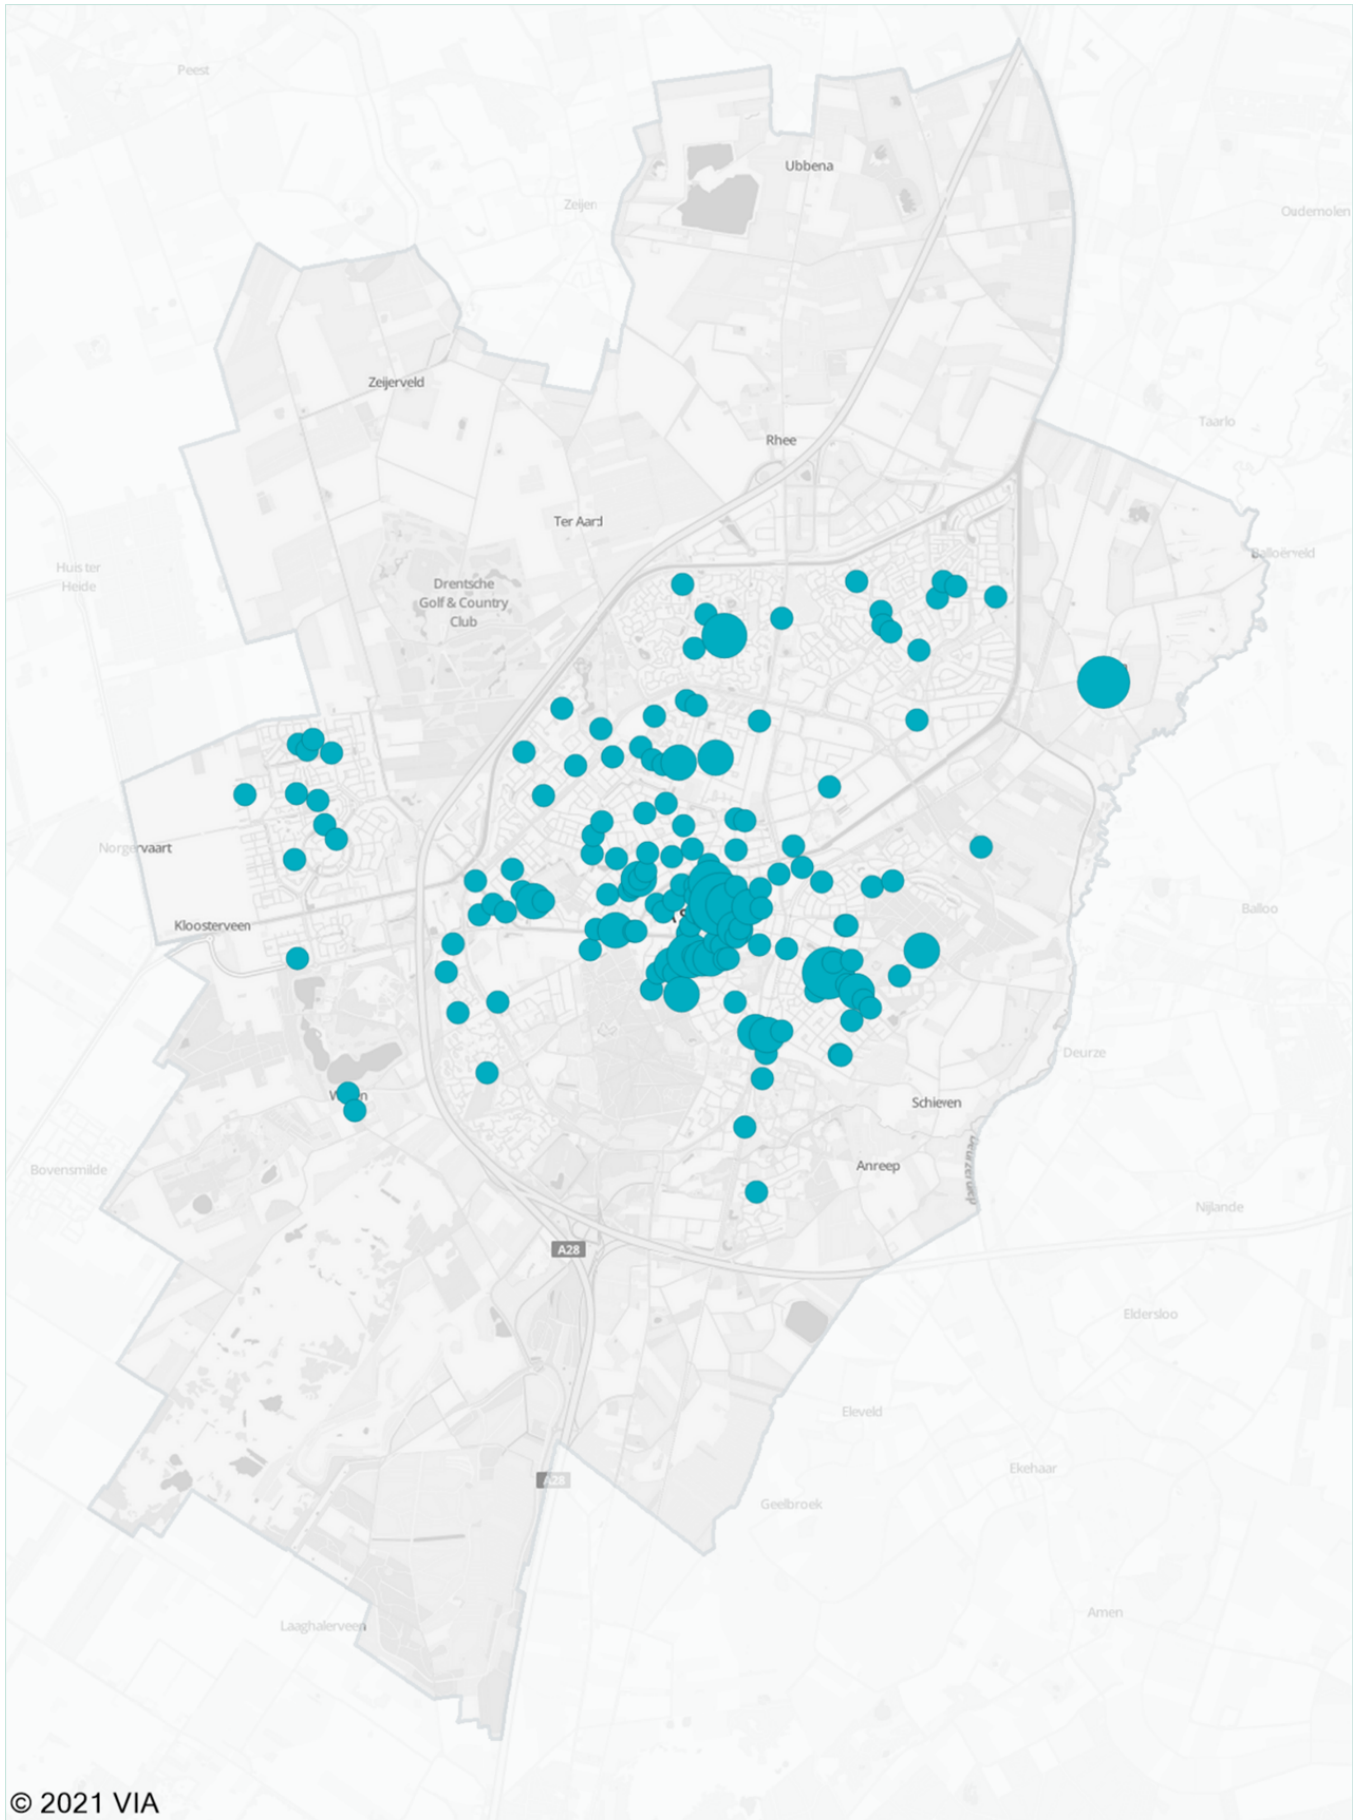 Peest
Ubbena
Zeijen
Oudemolen
Zeijerveld
Taarlo
Rhee
Ter Aard
Balloërveld
Huis ter
Heide
Drentsche
Golf & Country
Club
Norgervaart
Balloo
Kloosterveen
Deurze
Schieven
Bovensmilde
Anreep
Nijlande
A28
Eldersloo
Eleveld
Ekehaar
A28
Geelbroek
Amen
Laaghalerveen
© 2021 VIA